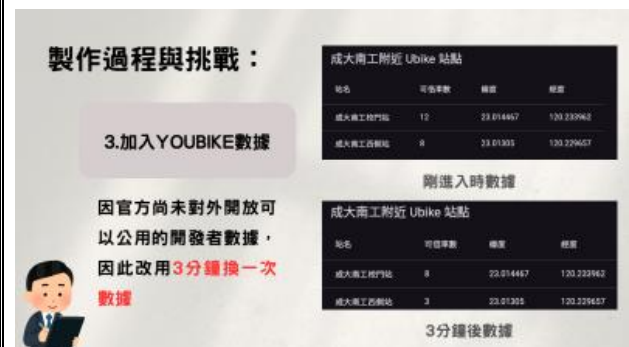 製作過程與挑戰：
3.加入YOUBIKE數據
因官方尚未對外開放可
以公用的開發者數據，
因此改用3分鐘換一次
數據
成大南工附近 Ubike 站點
站名 可借車數 緯度 經度
成大南工校門站 12 23.014467 120.233962
成大南工西側站 8 23.01305 120.229657
剛進入時數據
成大南工附近 Ubike 站點
站名 可借車數 緯度 經度
成大南工校門站 8 23.014467 120.233962
成大南工西側站 3 23.01305 120.229657
3分鐘後數據